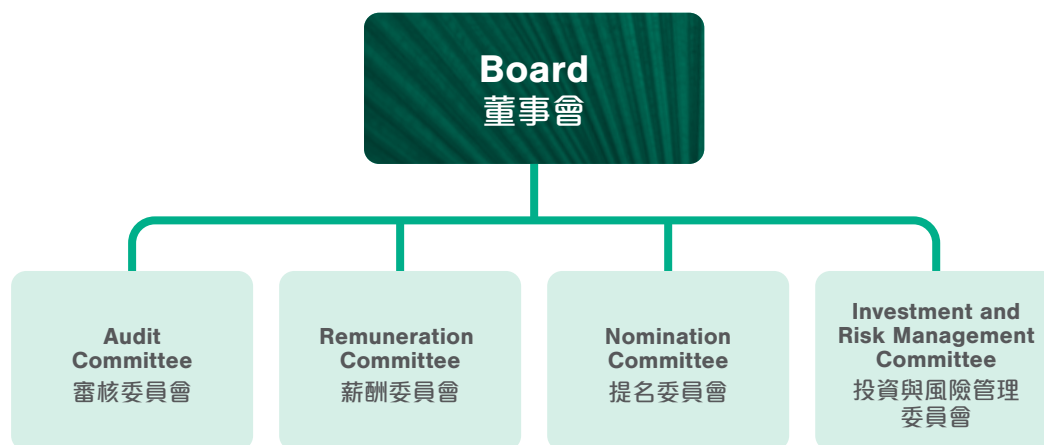 Board
董事會
Audit
Committee
審核委員會
Remuneration
Committee
薪酬委員會
Nomination
Committee
提名委員會
Investment and
Risk Management
Committee
投資與風險管理
委員會